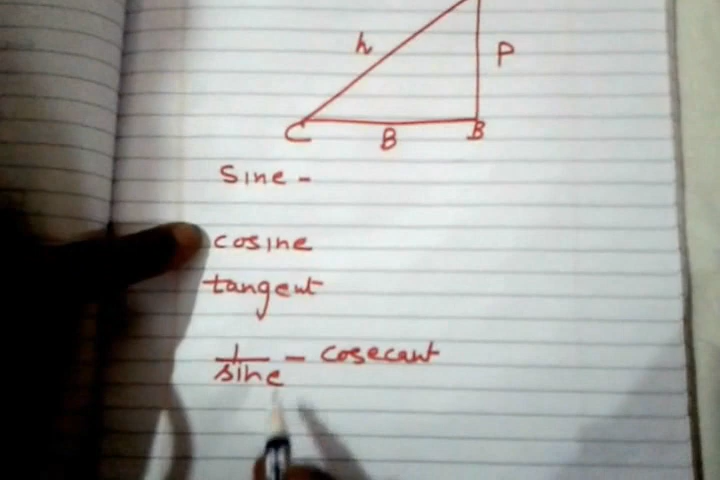 h
P
C B B
Sine -
cosine
tangent
1/sine - cosecant